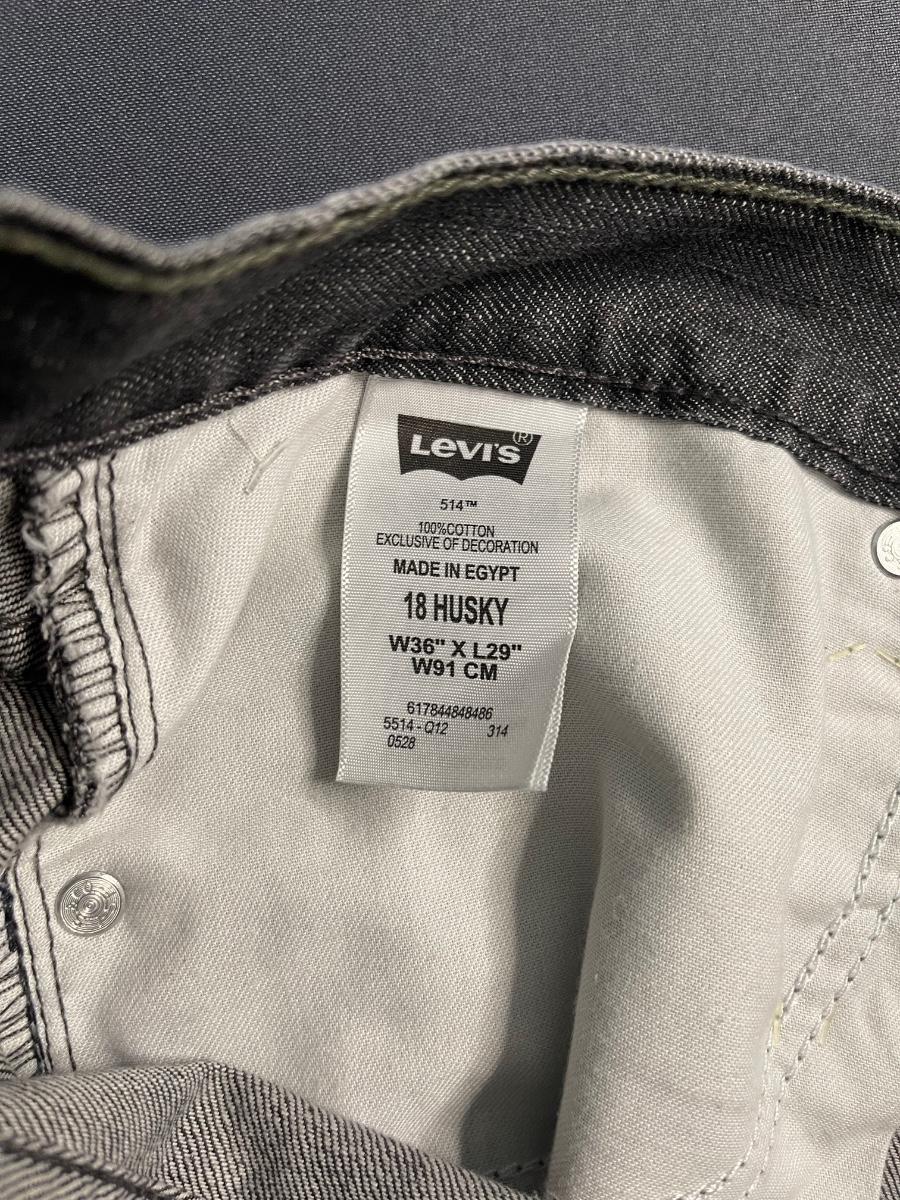 Levi's®
514™
100%COTTON
EXCLUSIVE OF DECORATION
MADE IN EGYPT
18 HUSKY
W36" X L29"
W91 CM
617844848486
5514 - Q12 314
0528